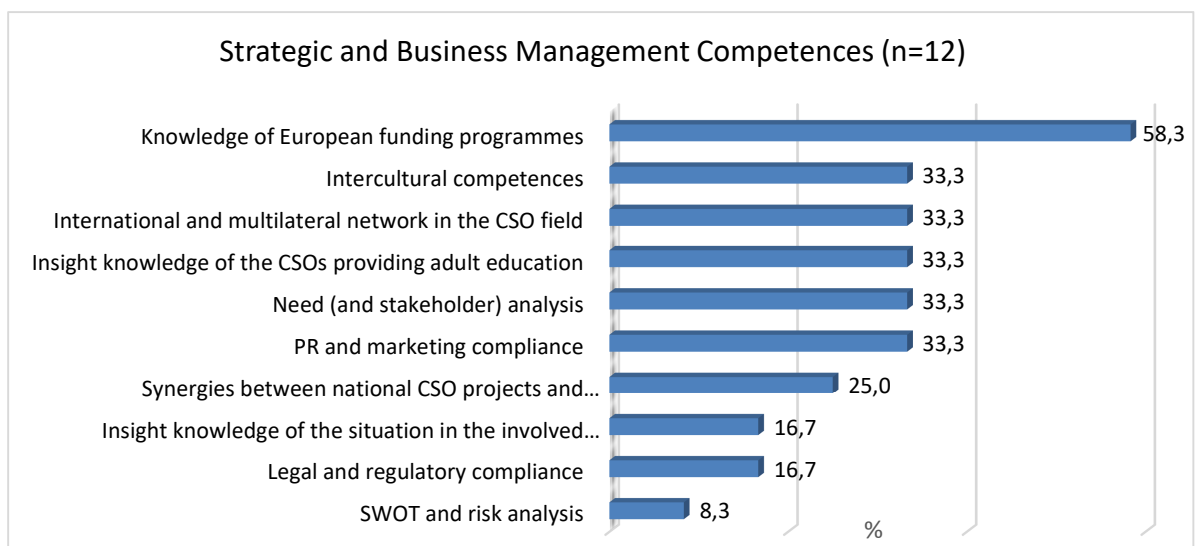 Strategic and Business Management Competences (n=12)
Knowledge of European funding programmes 58,3
Intercultural competences 33,3
International and multilateral network in the CSO field 33,3
Insight knowledge of the CSOs providing adult education 33,3
Need (and stakeholder) analysis 33,3
PR and marketing compliance 33,3
Synergies between national CSO projects and... 25,0
Insight knowledge of the situation in the involved... 16,7
Legal and regulatory compliance 16,7
SWOT and risk analysis 8,3
%